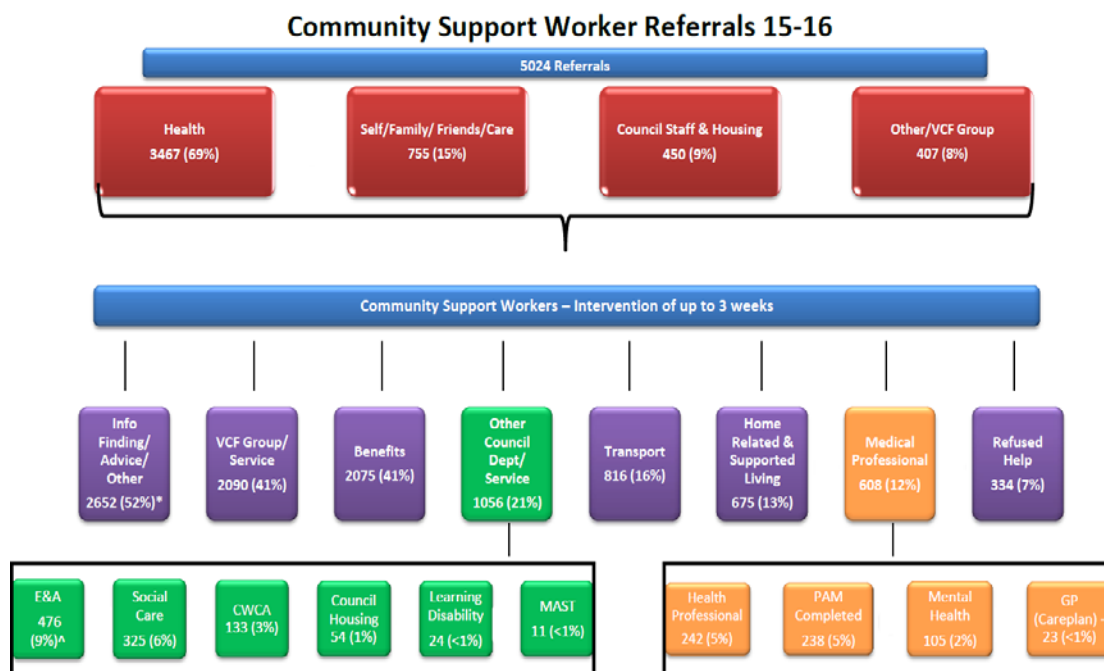 Community Support Worker Referrals 15-16
5024 Referrals
Health
3467 (69%)
Self/Family/ Friends/Care
755 (15%)
Council Staff & Housing
450 (9%)
Other/VCF Group
407 (8%)
Community Support Workers – Intervention of up to 3 weeks
Info
Finding/
Advice/
Other
2652 (52%)*
VCF Group/
Service
2090 (41%)
Benefits
2075 (41%)
Other
Council
Dept/
Service
1056 (21%)
Transport
816 (16%)
Home
Related &
Supported
Living
675 (13%)
Medical
Professional
608 (12%)
Refused
Help
334 (7%)
E&A
476
(9%)^
Social
Care
325 (6%)
CWCA
133 (3%)
Council
Housing
54 (1%)
Learning
Disability
24 (<1%)
MAST
11 (<1%)
Health
Professional
242 (5%)
PAM
Completed
238 (5%)
Mental
Health
105 (2%)
GP
(Careplan) -
23 (<1%)